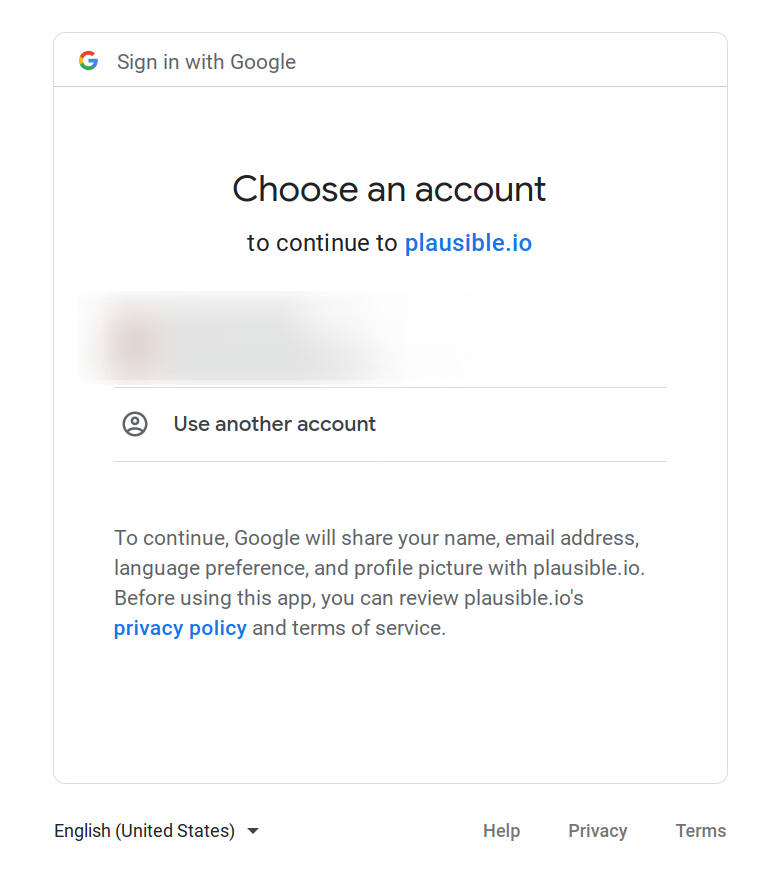 Sign in with Google
Choose an account
to continue to plausible.io
Use another account
To continue, Google will share your name, email address,
language preference, and profile picture with plausible.io.
Before using this app, you can review plausible.io's
privacy policy and terms of service.
English (United States)
Help Privacy Terms